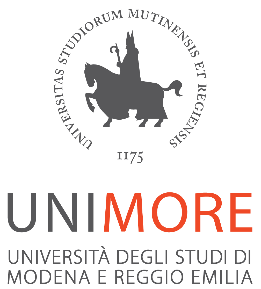 UNIVERSITAS STUDIORUM MUTINENSIS ET REGIENSIS
1175
UNIMORE
UNIVERSITÀ DEGLI STUDI DI
MODENA E REGGIO EMILIA